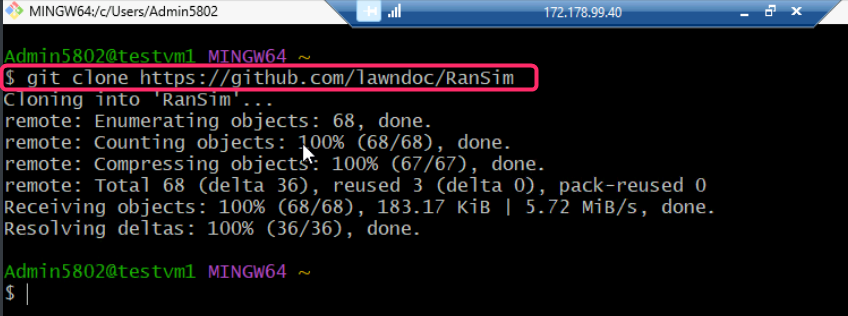 MINGW64:/c/Users/Admin5802
172.178.99.40
Admin5802@testvm1 MINGW64 ~
$ git clone https://github.com/lawndoc/RanSim
Cloning into 'RanSim'...
remote: Enumerating objects: 68, done.
remote: Counting objects: 100% (68/68), done.
remote: Compressing objects: 100% (67/67), done.
remote: Total 68 (delta 36), reused 3 (delta 0), pack-reused 0
Receiving objects: 100% (68/68), 183.17 KiB | 5.72 MiB/s, done.
Resolving deltas: 100% (36/36), done.
Admin5802@testvm1 MINGW64 ~
$